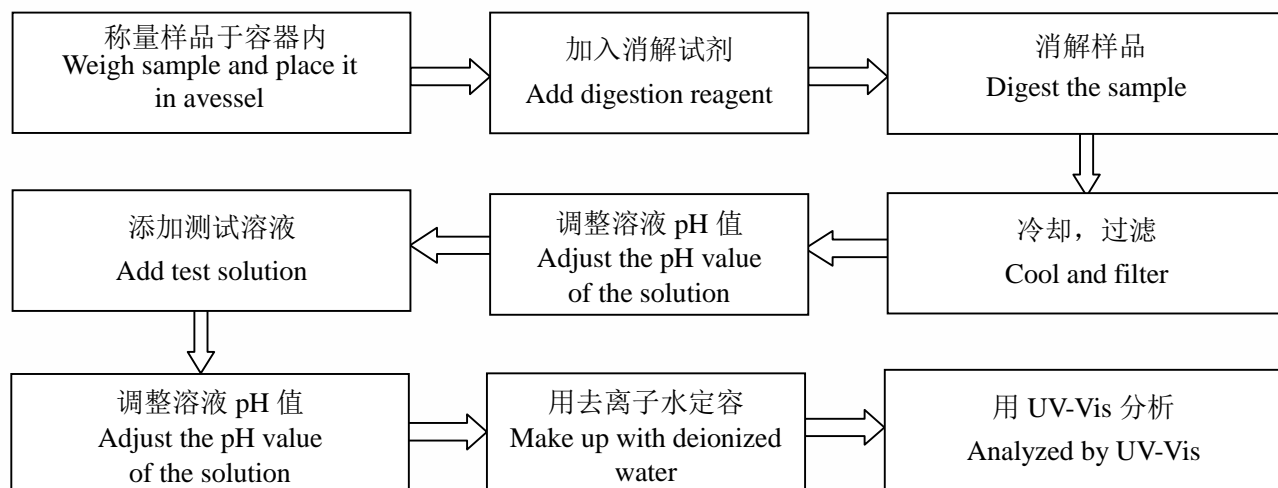 称量样品于容器内
Weigh sample and place it
in avessel
加入消解试剂
Add digestion reagent
消解样品
Digest the sample
冷却，过滤
Cool and filter
调整溶液 pH 值
Adjust the pH value
of the solution
添加测试溶液
Add test solution
调整溶液 pH 值
Adjust the pH value
of the solution
用去离子水定容
Make up with deionized
water
用 UV-Vis 分析
Analyzed by UV-Vis